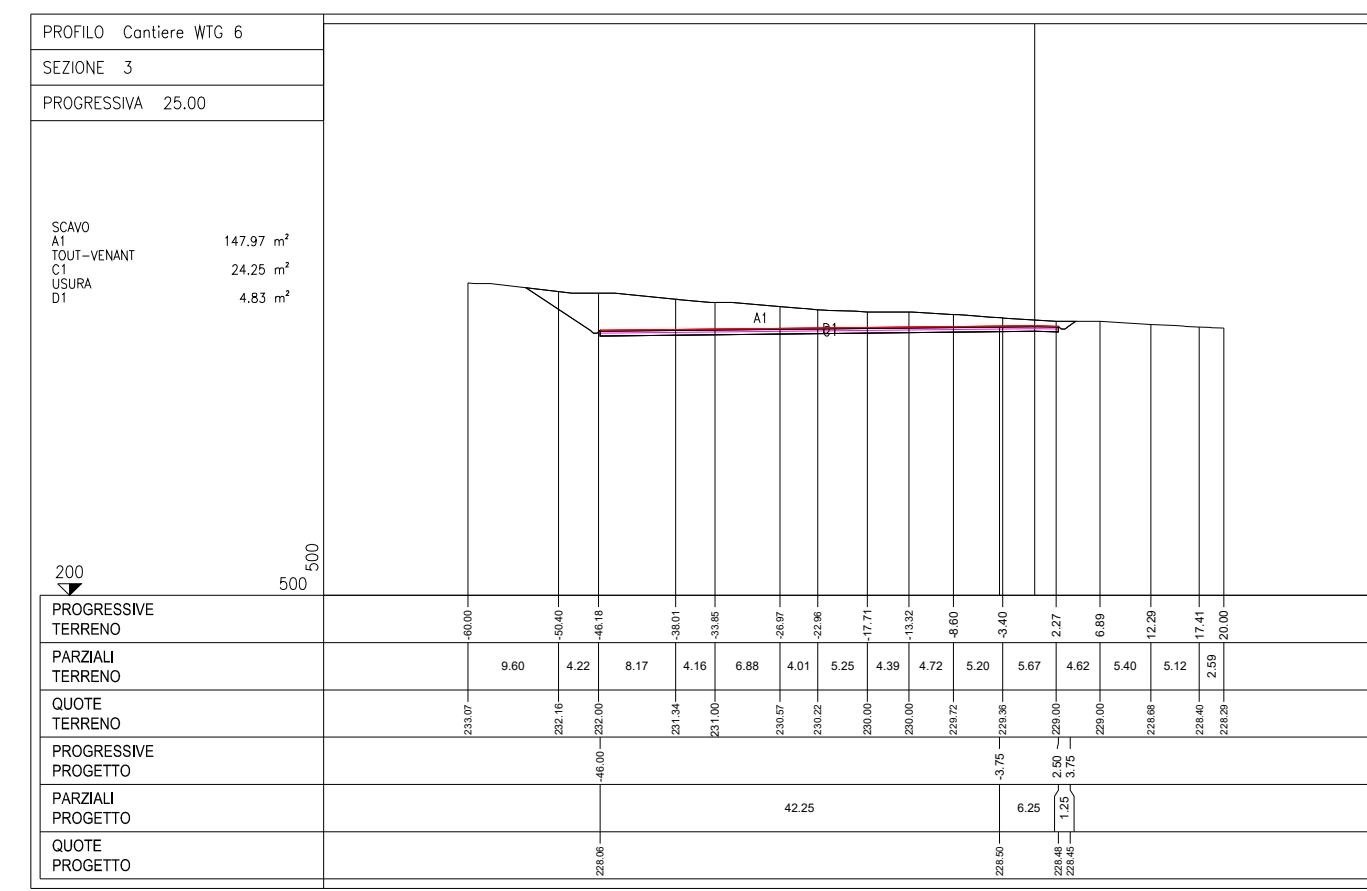 PROFILO Cantiere WTG 6
SEZIONE 3
PROGRESSIVA 25.00
SCAVO
A1 147.97 m²
TOUT-VENANT
C1 24.25 m²
USURA
D1 4.83 m²
A1
D1
200
500
500
PROGRESSIVE
TERRENO
-60.00 -50.40 -46.18 -38.01 -33.85 -26.97 -22.96 -17.71 -13.32 -8.60 -3.40 2.27 6.89 12.29 17.41 20.00
PARZIALI
TERRENO
9.60 4.22 8.17 4.16 6.88 4.01 5.25 4.39 4.72 5.20 5.67 4.62 5.40 5.12 2.59
QUOTE
TERRENO
233.07 232.16 232.00 231.34 231.00 230.57 230.22 230.00 230.00 229.72 229.36 229.00 229.00 228.68 228.40 228.29
PROGRESSIVE
PROGETTO
-46.00 -3.75 2.50 3.75
PARZIALI
PROGETTO
42.25 6.25 1.25
QUOTE
PROGETTO
228.06 228.50 228.48 228.45